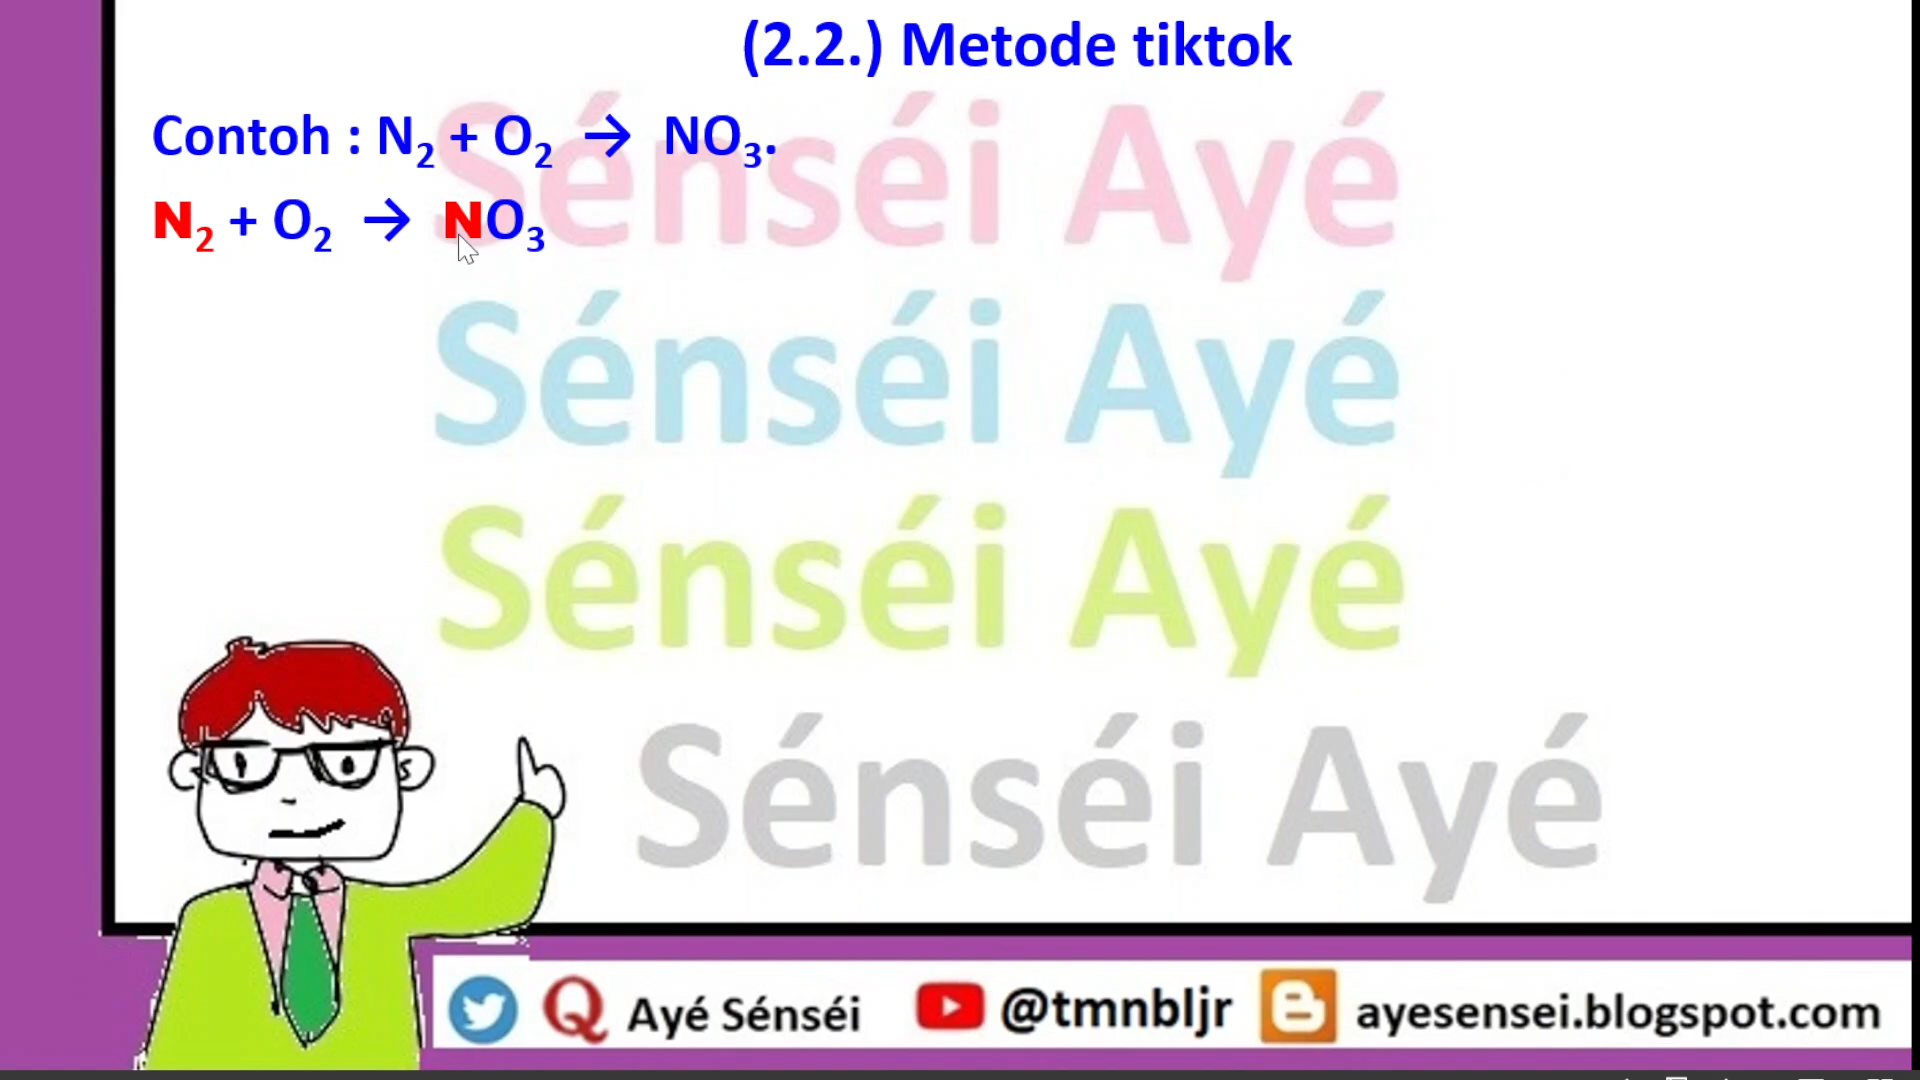 (2.2.) Metode tiktok
Contoh : N₂ + O₂ → NO₃.
N₂ + O₂ → NO₃
Sénséi Ayé
Sénséi Ayé
Sénséi Ayé
Sénséi Ayé
Ayé Sénséi @tmnbljr ayesensei.blogspot.com